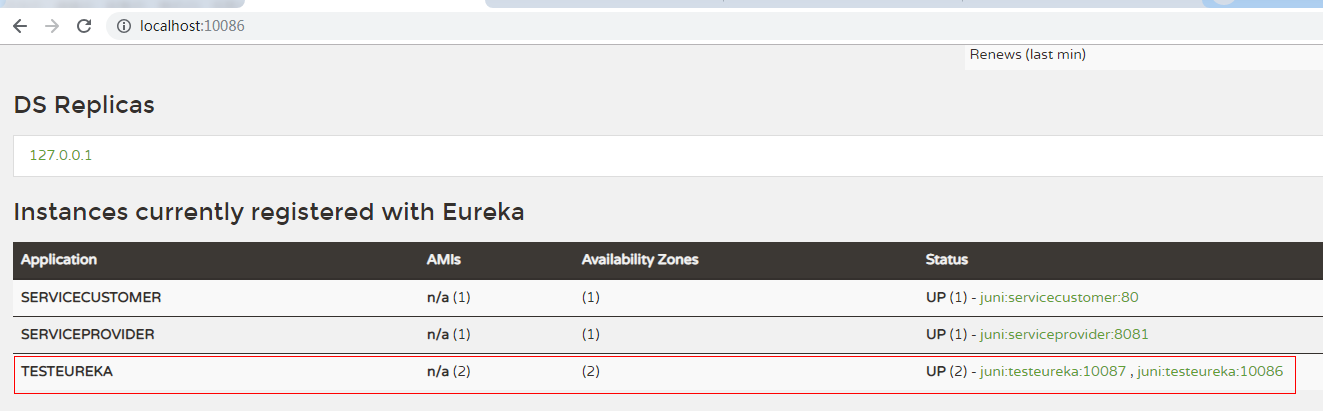 localhost:10086
Renews (last min)
DS Replicas
127.0.0.1
Instances currently registered with Eureka
Application AMIs Availability Zones Status
SERVICECUSTOMER n/a (1) (1) UP (1) - juni:servicecustomer:80
SERVICEPROVIDER n/a (1) (1) UP (1) - juni:serviceprovider:8081
TESTEUREKA n/a (2) (2) UP (2) - juni:testeureka:10087 , juni:testeureka:10086